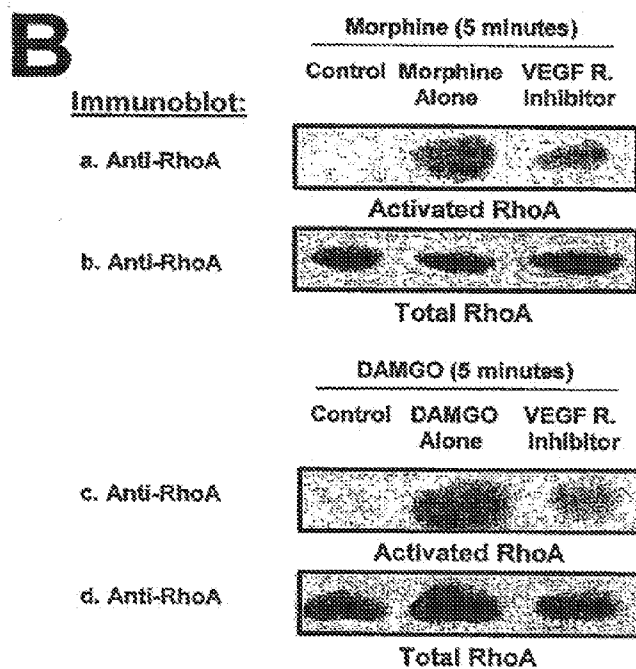 B
Morphine (5 minutes)
Control Morphine Alone VEGF R. Inhibitor
Immunoblot:
a. Anti-RhoA
Activated RhoA
b. Anti-RhoA
Total RhoA
DAMGO (5 minutes)
Control DAMGO Alone VEGF R. Inhibitor
c. Anti-RhoA
Activated RhoA
d. Anti-RhoA
Total RhoA